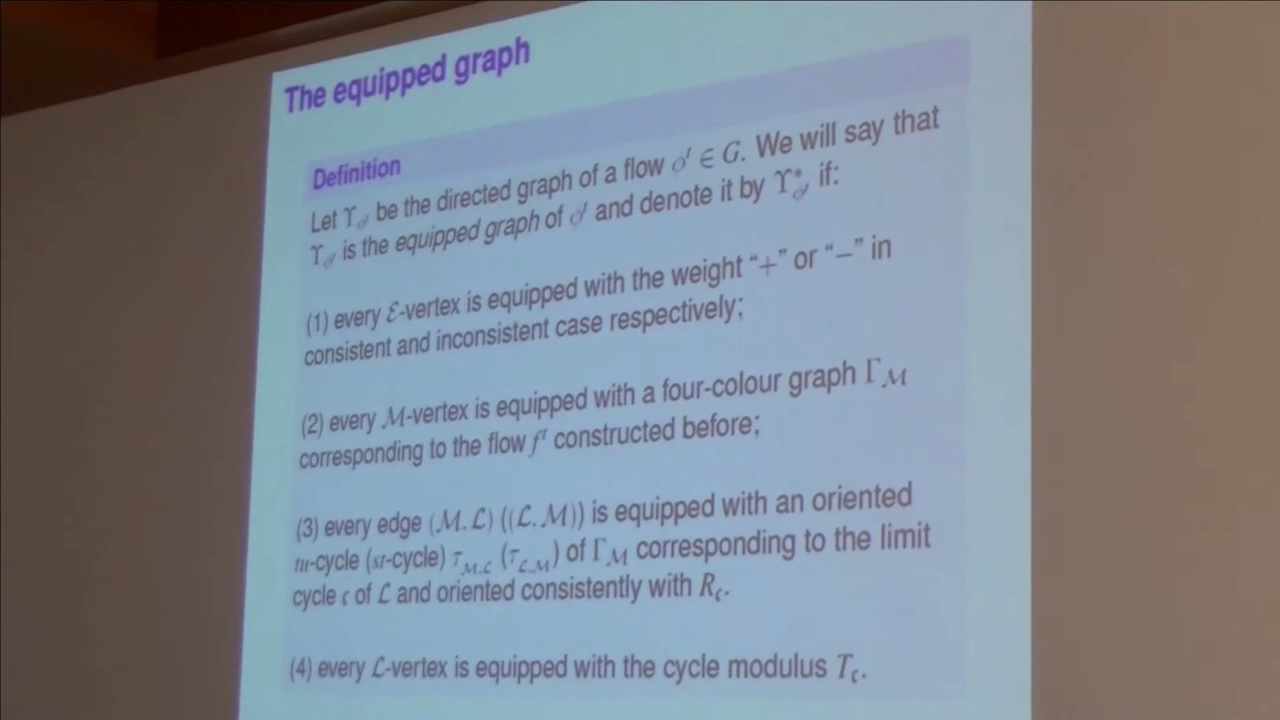 The equipped graph
Definition
Let ϒ_{ϕ^t} be the directed graph of a flow ϕ^t ∈ G. We will say that
ϒ_{ϕ^t} is the equipped graph of ϕ^t and denote it by ϒ*_{ϕ^t} if:
(1) every ℰ-vertex is equipped with the weight “+” or “−” in
consistent and inconsistent case respectively;
(2) every ℳ-vertex is equipped with a four-colour graph Γ_ℳ
corresponding to the flow f^t constructed before;
(3) every edge (ℳ, ℒ) ((ℒ, ℳ)) is equipped with an oriented
tu-cycle (st-cycle) τ_{ℳ,ℒ} (τ_{ℒ,ℳ}) of Γ_ℳ corresponding to the limit
cycle c of ℒ and oriented consistently with R_c.
(4) every ℒ-vertex is equipped with the cycle modulus T_c.